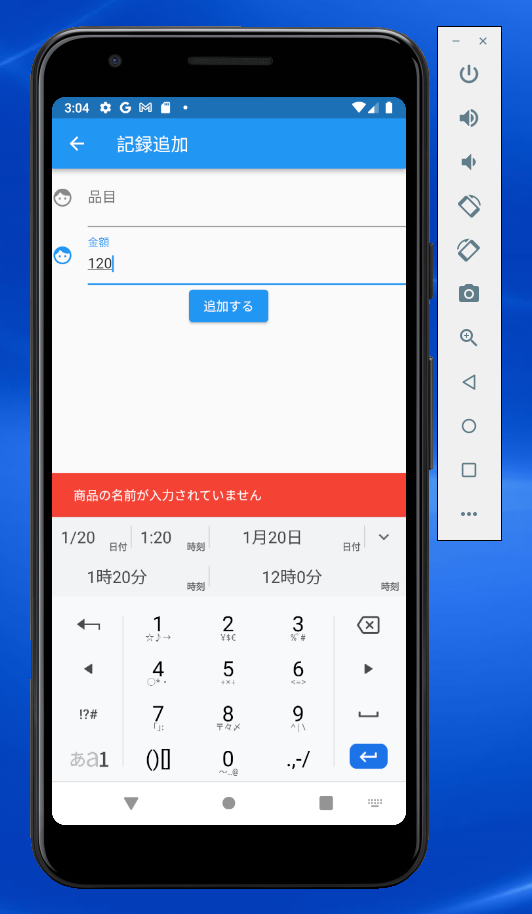 3:04
記録追加
品目
金額
120
追加する
商品の名前が入力されていません
1/20 日付 1:20 時刻 1月20日 日付
1時20分 時刻 12時0分 時刻
1 2 3
☆♪→ ¥$€ %゜#
4 5 6
○*・ +×÷ <=>
!?# 7 8 9
「」: 〒々〆 ^|\
あa1 ()[] 0 .,-/
〜…@